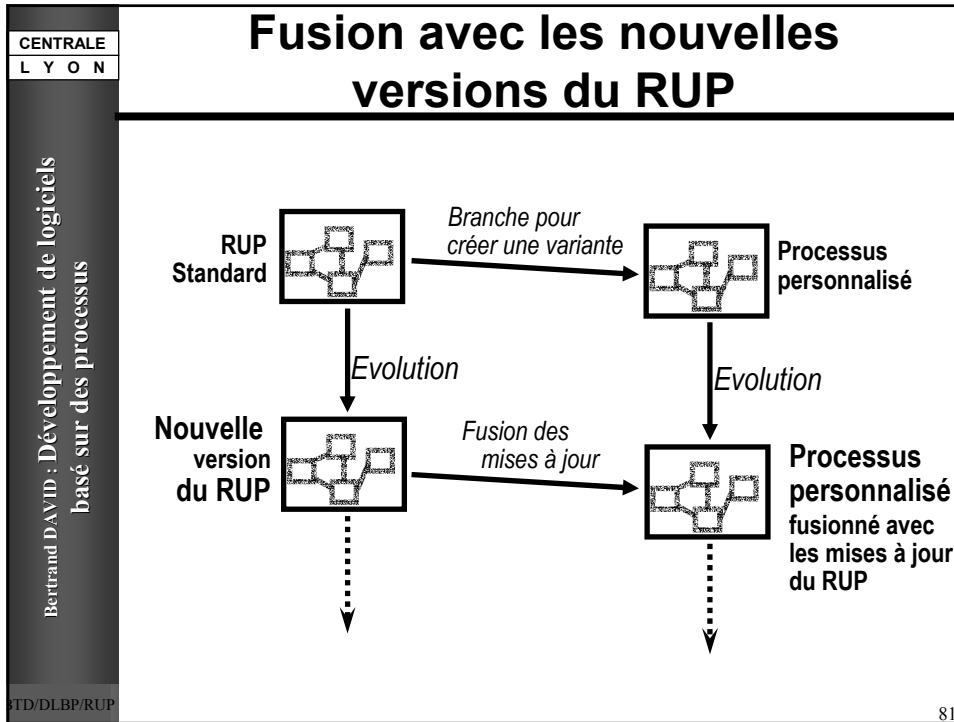 CENTRALE
L Y O N
Fusion avec les nouvelles
versions du RUP
Bertrand DAVID : Développement de logiciels
basé sur des processus
RUP
Standard
Branche pour
créer une variante
Processus
personnalisé
Evolution
Evolution
Nouvelle
version
du RUP
Fusion des
mises à jour
Processus
personnalisé
fusionné avec
les mises à jour
du RUP
BTD/DLBP/RUP
81